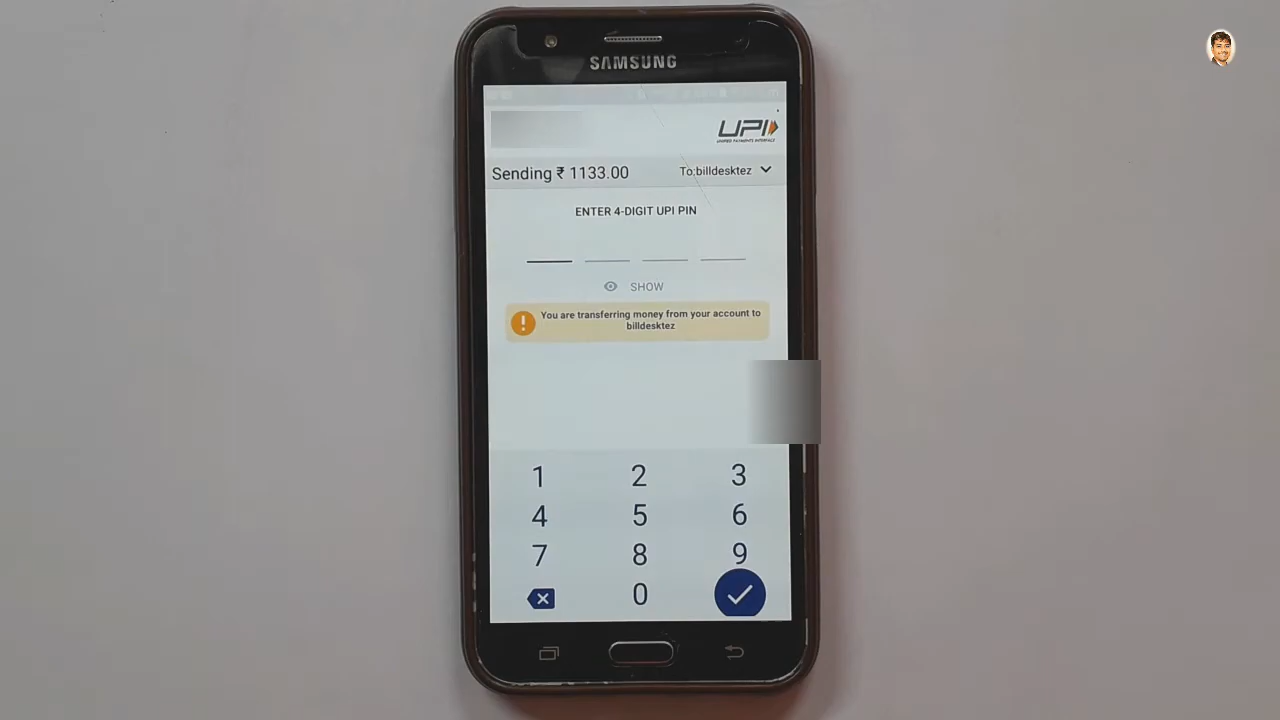 SAMSUNG
UPI
UNIFIED PAYMENTS INTERFACE
Sending ₹ 1133.00
To:billdesktez
ENTER 4-DIGIT UPI PIN
SHOW
! You are transferring money from your account to
billdesktez
1 2 3
4 5 6
7 8 9
0